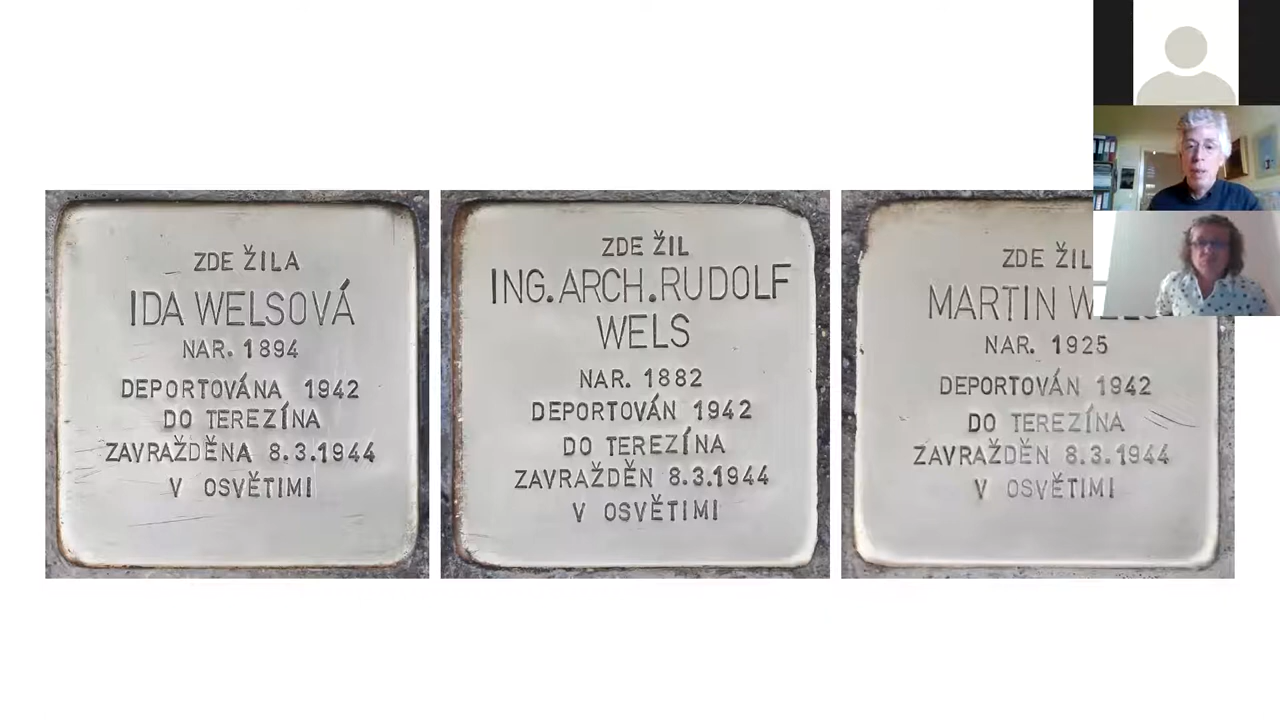 ZDE ŽILA
IDA WELSOVÁ
NAR. 1894
DEPORTOVÁNA 1942
DO TEREZÍNA
ZAVRAŽDĚNA 8.3.1944
V OSVĚTIMI
ZDE ŽIL
ING.ARCH.RUDOLF
WELS
NAR. 1882
DEPORTOVÁN 1942
DO TEREZÍNA
ZAVRAŽDĚN 8.3.1944
V OSVĚTIMI
ZDE ŽIL
MARTIN
NAR. 1925
DEPORTOVÁN 1942
DO TEREZÍNA
ZAVRAŽDĚN 8.3.1944
V OSVĚTIMI